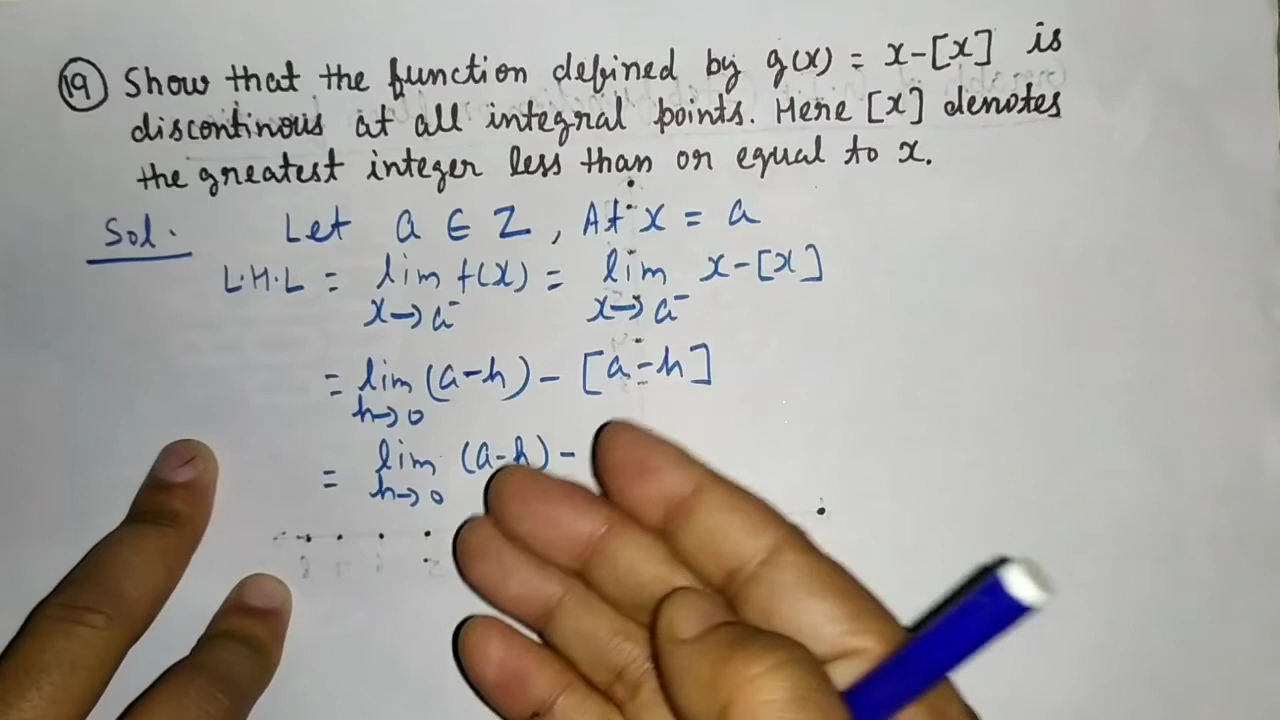 19 Show that the function defined by g(x) = x-[x] is
discontinous at all integral points. Here [x] denotes
the greatest integer less than or equal to x.
Sol. Let a ∈ Z, At x = a
L.H.L = lim f(x) = lim x-[x]
x→a⁻ x→a⁻
= lim (a-h) - [a-h]
h→0
= lim (a-h) -
h→0